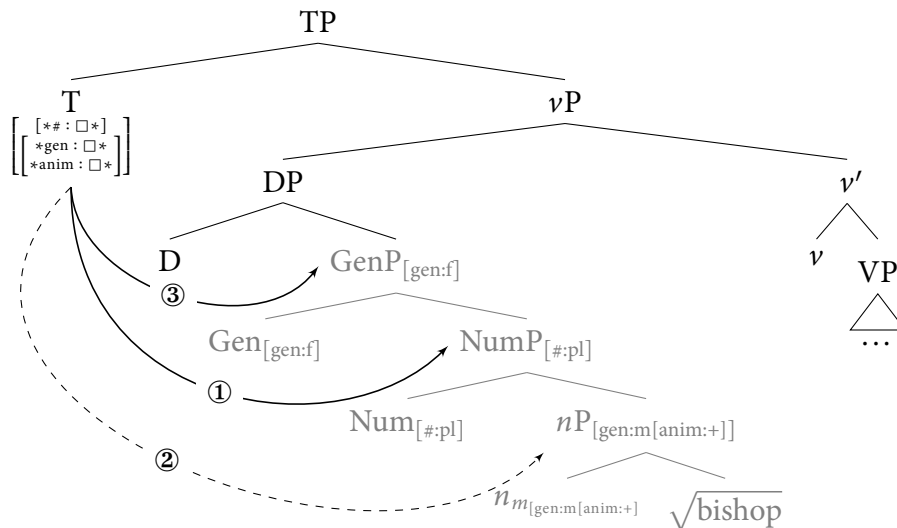 TP
T
vP
[*#: □*]
*gen: □*
*anim: □*
DP
v′
D
GenP[gen:f]
v
VP
③
Gen[gen:f]
NumP[#:pl]
…
①
Num[#:pl]
nP[gen:m[anim:+]]
②
n m[gen:m[anim:+]
√bishop